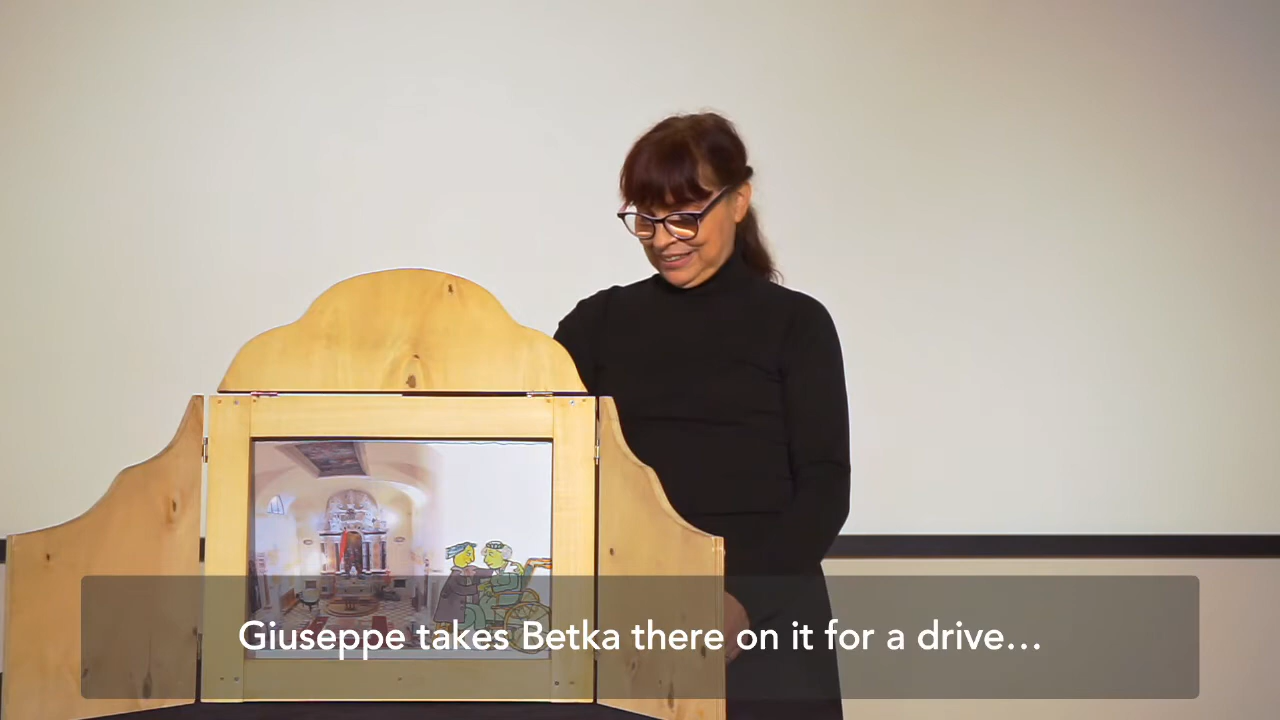 Giuseppe takes Betka there on it for a drive…